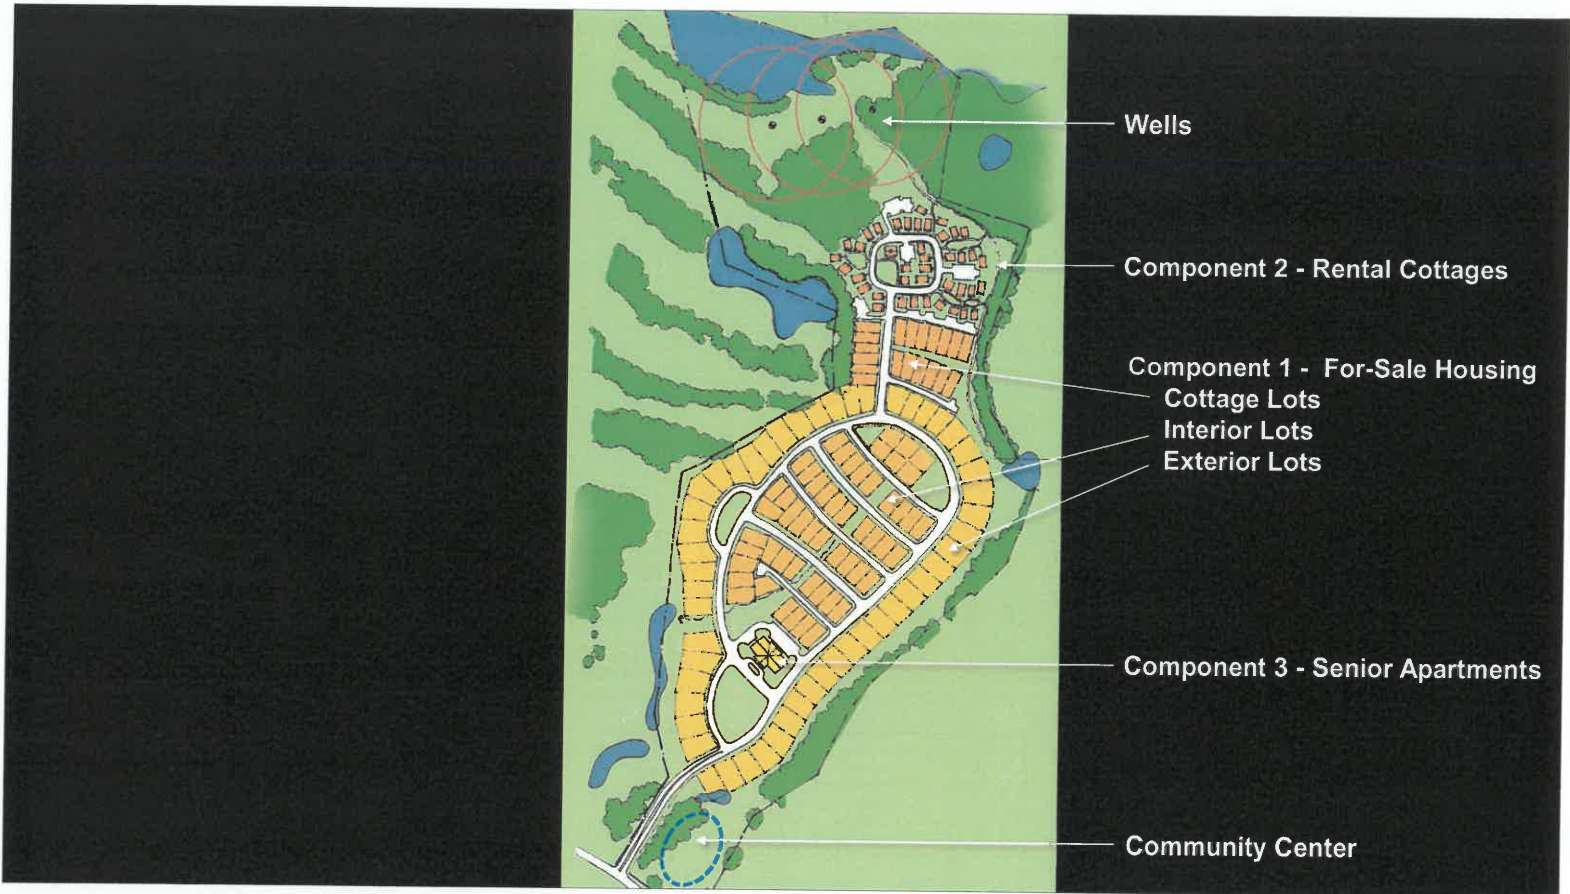 Wells
Component 2 - Rental Cottages
Component 1 - For-Sale Housing
Cottage Lots
Interior Lots
Exterior Lots
Component 3 - Senior Apartments
Community Center